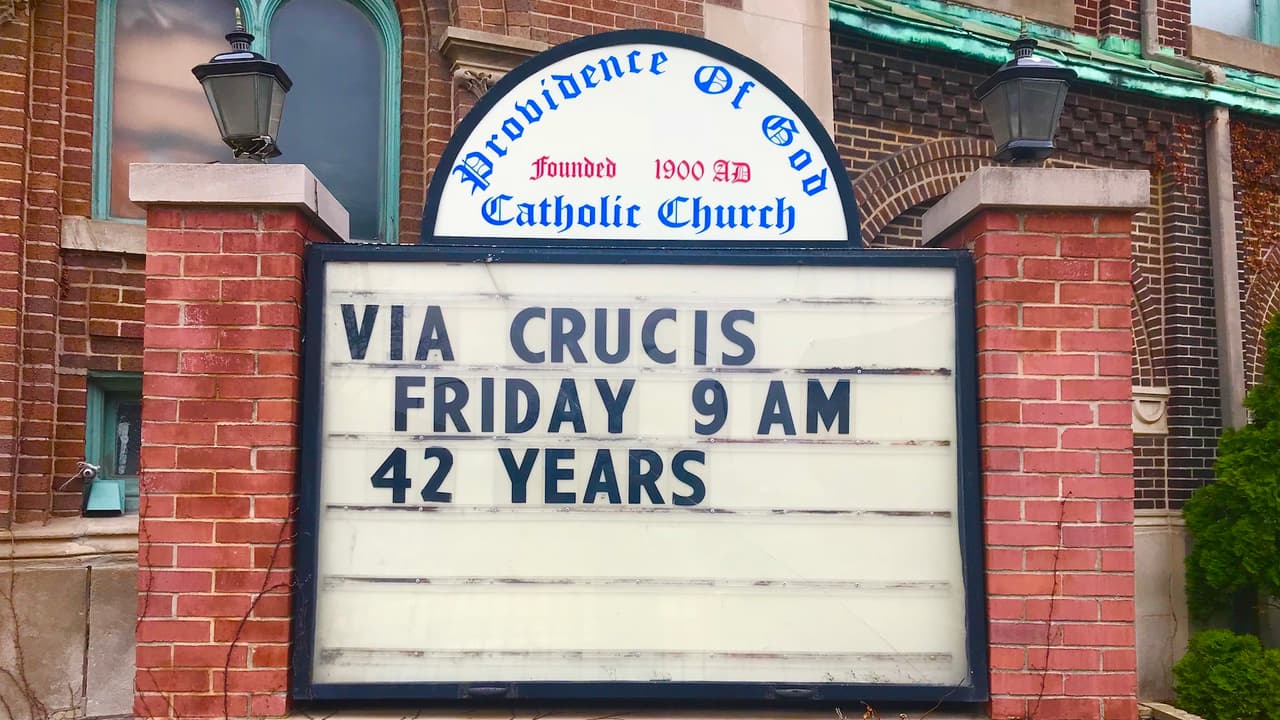 Providence Of God
Founded 1900 AD
Catholic Church
VIA CRUCIS
FRIDAY 9 AM
42 YEARS